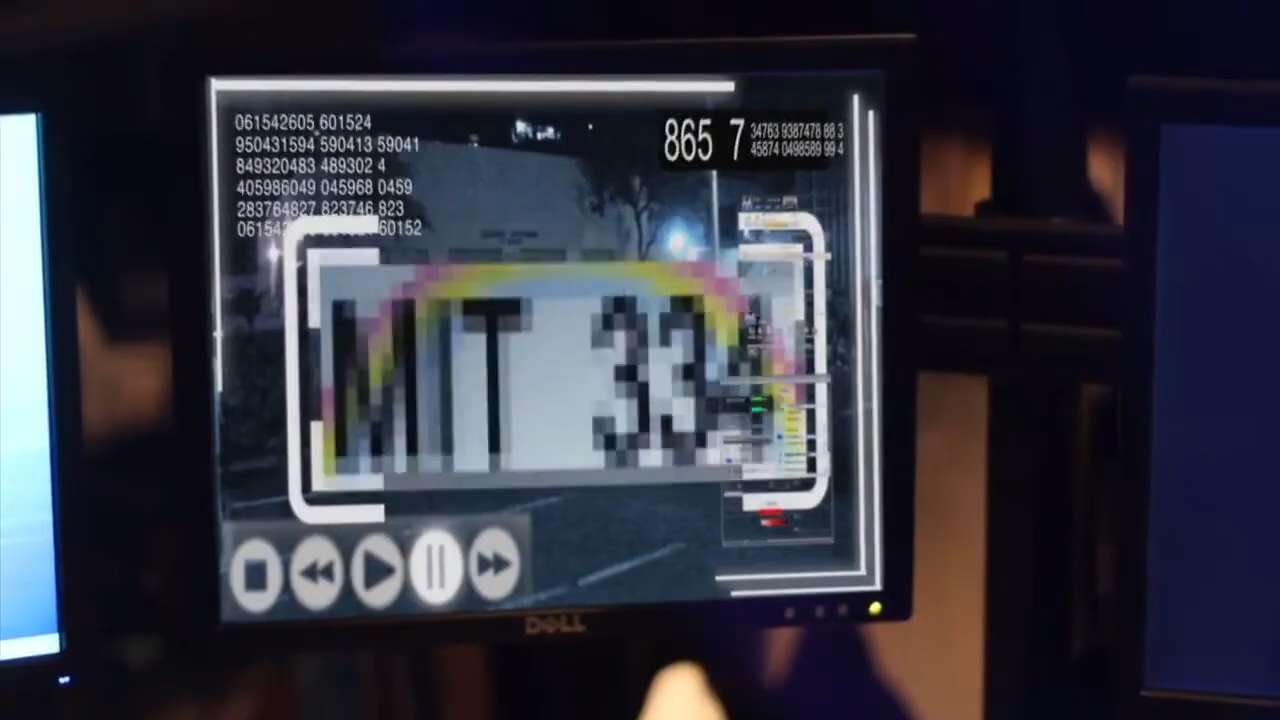 061542605 601524
950431594 590413 59041
849320483 489302 4
405986049 045968 0459
283764827 823746 823
60152
865 7
34763 9387478 88 3
45874 0498589 99 4
T 33
DELL